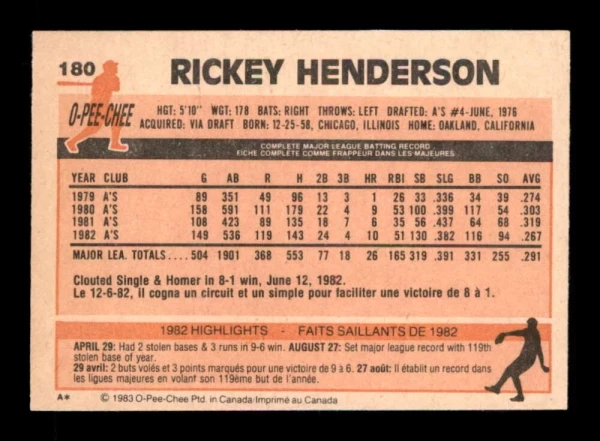 180 RICKEY HENDERSON
O-PEE-CHEE
HGT: 5'10" WGT: 178 BATS: RIGHT THROWS: LEFT DRAFTED: A'S #4-JUNE, 1976
ACQUIRED: VIA DRAFT BORN: 12-25-58, CHICAGO, ILLINOIS HOME: OAKLAND, CALIFORNIA
COMPLETE MAJOR LEAGUE BATTING RECORD
FICHE COMPLETE COMME FRAPPEUR DANS LES MAJEURES
YEAR CLUB G AB R H 2B 3B HR RBI SB SLG BB SO AVG
1979 A'S 89 351 49 96 13 3 1 26 33 .336 34 39 .274
1980 A'S 158 591 111 179 22 4 9 53 100 .399 117 54 .303
1981 A'S 108 423 89 135 18 7 6 35 56 .437 64 68 .319
1982 A'S 149 536 119 143 24 4 10 51 130 .382 116 94 .267
MAJOR LEA. TOTALS 504 1901 368 553 77 18 26 165 319 .391 331 255 .291
Clouted Single & Homer in 8-1 win, June 12, 1982.
Le 12-6-82, il cogna un circuit et un simple pour faciliter une victoire de 8 à 1.
1982 HIGHLIGHTS - FAITS SAILLANTS DE 1982
APRIL 29: Had 2 stolen bases & 3 runs in 9-6 win. AUGUST 27: Set major league record with 119th
stolen base of year.
29 avril: 2 buts volés et 3 points marqués pour une victoire de 9 à 6. 27 août: Il établit un record dans
les ligues majeures en volant son 119ème but de l'année.
A* © 1983 O-Pee-Chee Ptd. in Canada/Imprimé au Canada